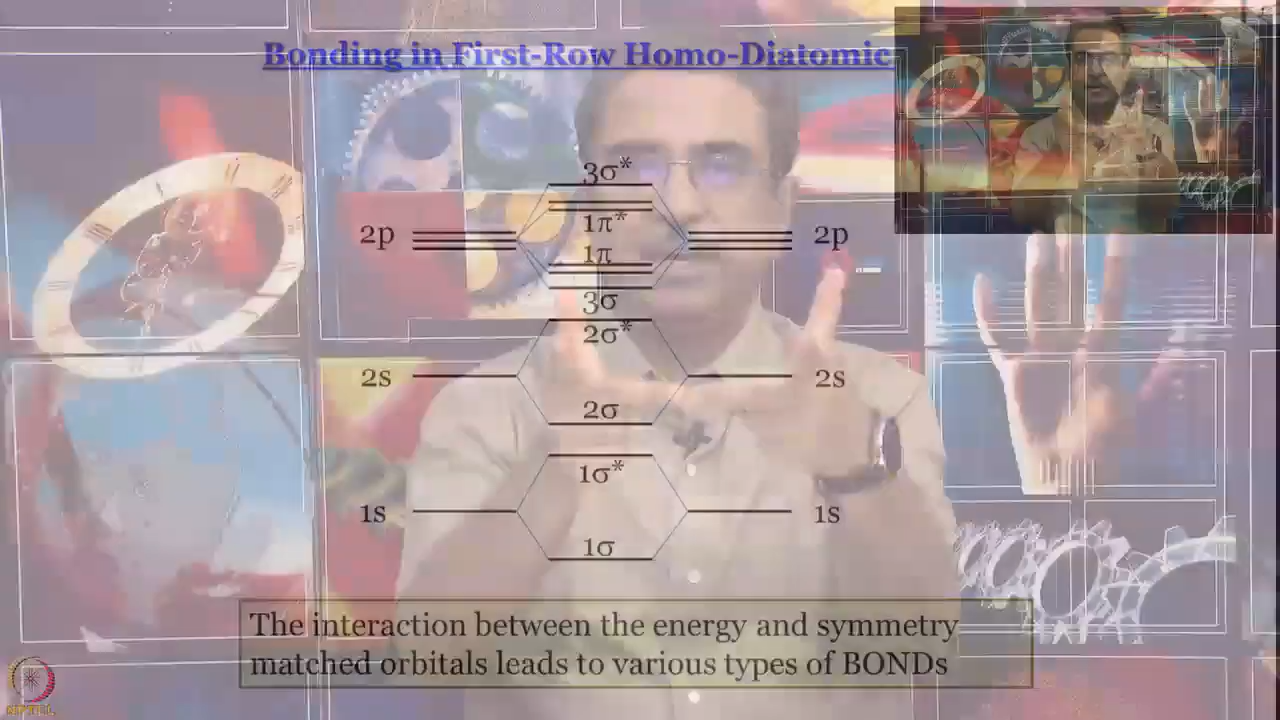 Bonding in First-Row Homo-Diatomic
3σ*
1π*
2p 2p
1π
3σ
2σ*
2s 2s
2σ
1σ*
1s 1s
1σ
The interaction between the energy and symmetry
matched orbitals leads to various types of BONDs
NPTEL